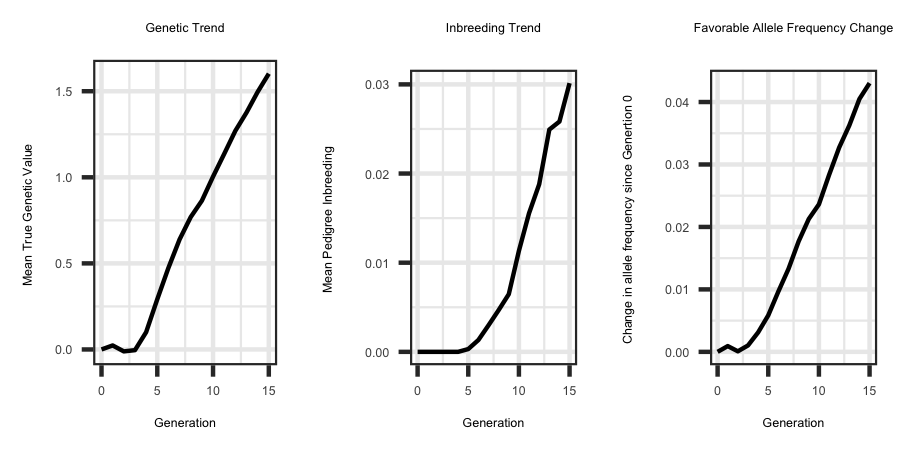 Genetic Trend
Mean True Genetic Value
1.5
1.0
0.5
0.0
0 5 10 15
Generation
Inbreeding Trend
Mean Pedigree Inbreeding
0.03
0.02
0.01
0.00
0 5 10 15
Generation
Favorable Allele Frequency Change
Change in allele frequency since Genertion 0
0.04
0.03
0.02
0.01
0.00
0 5 10 15
Generation